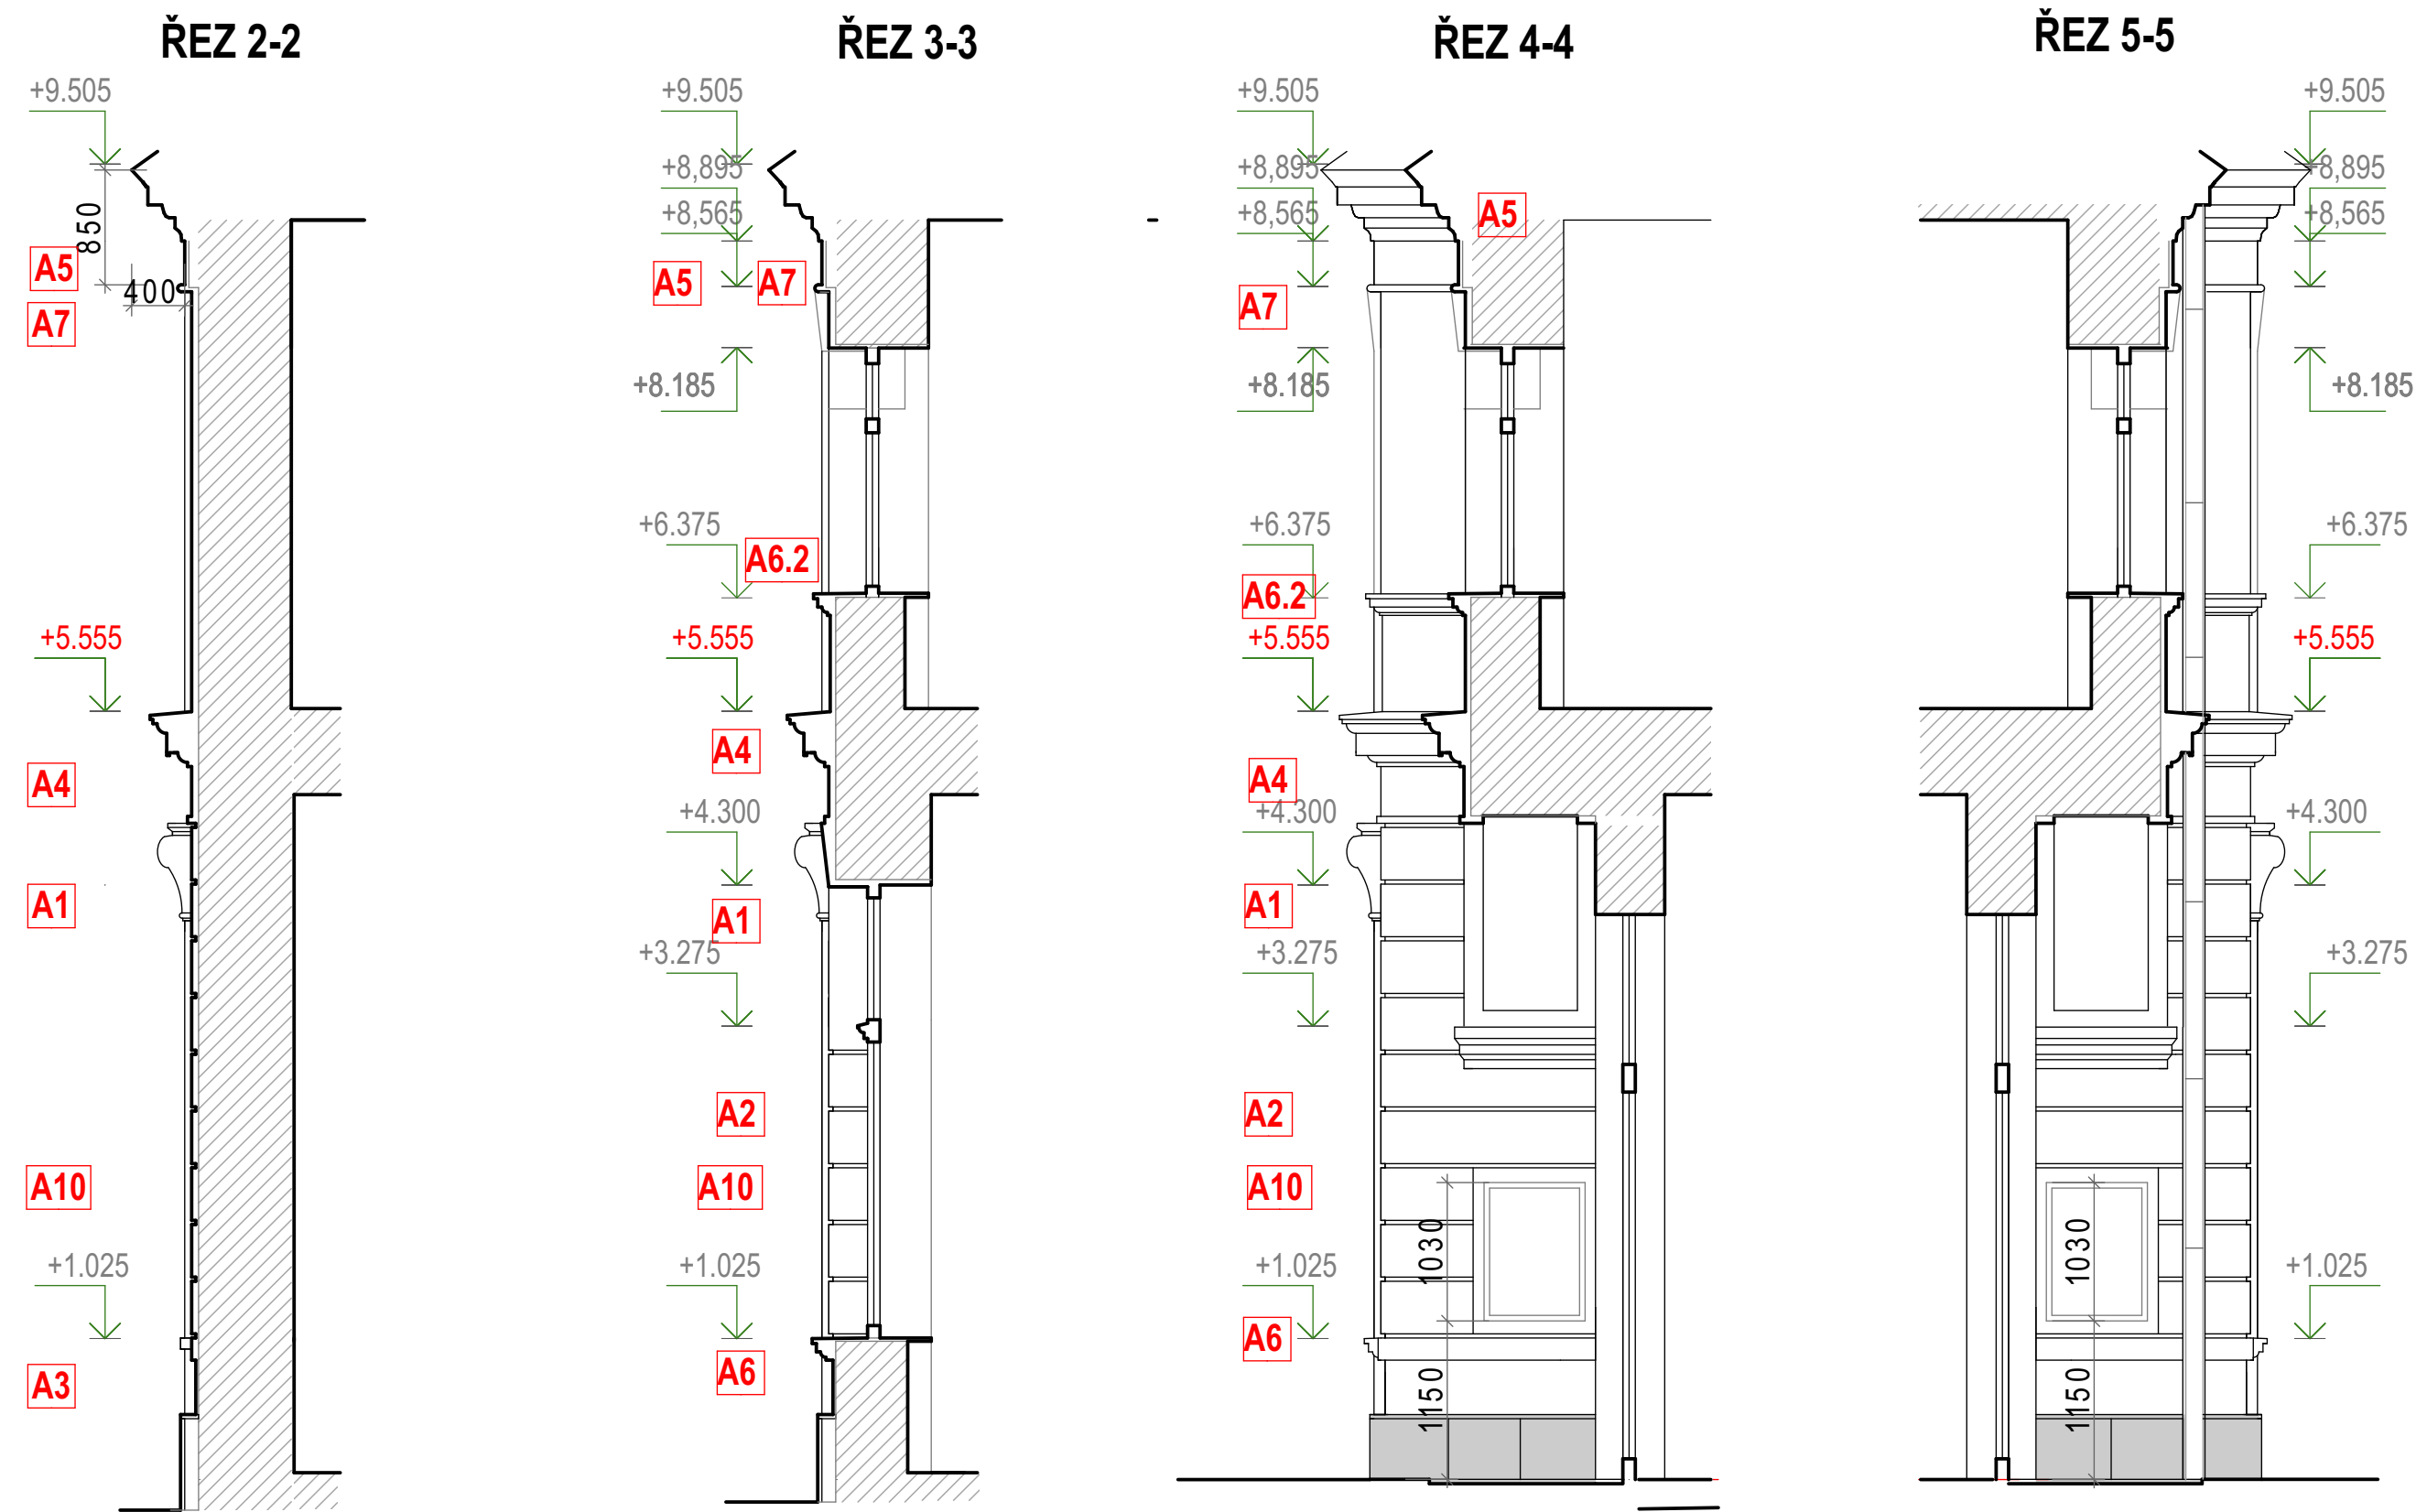 ŘEZ 2-2
+9.505
850
A5
400
A7
+5.555
A4
A1
A10
+1.025
A3
ŘEZ 3-3
+9.505
+8,895
+8,565
A5
A7
+8.185
+6.375
A6.2
+5.555
A4
+4.300
A1
+3.275
A2
A10
+1.025
A6
ŘEZ 4-4
+9.505
+8,895
+8,565
A5
A7
+8.185
+6.375
A6.2
+5.555
A4
+4.300
A1
+3.275
A2
A10
1030
+1.025
A6
1150
ŘEZ 5-5
+9.505
+8,895
+8,565
+8.185
+6.375
+5.555
+4.300
+3.275
1030
+1.025
1150